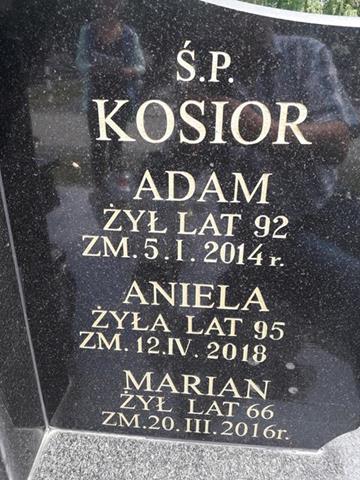 Ś.P.
KOSIOR
ADAM
ŻYŁ LAT 92
ZM. 5. I. 2014 r.
ANIELA
ŻYŁA LAT 95
ZM. 12. IV. 2018
MARIAN
ŻYŁ LAT 66
ZM. 20. III. 2016r.